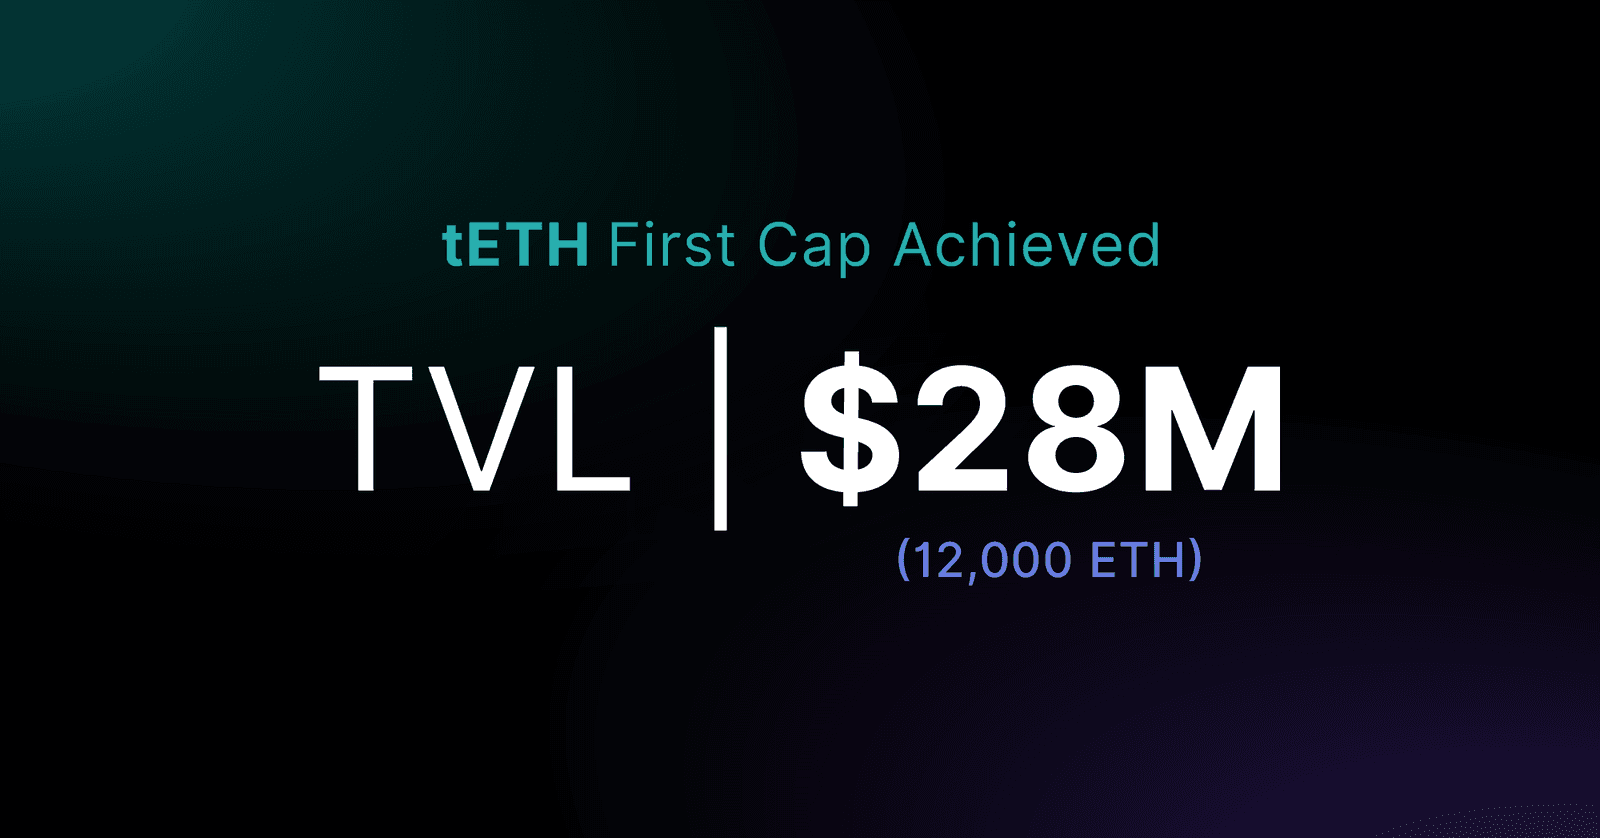 tETH First Cap Achieved
TVL | $28M
(12,000 ETH)